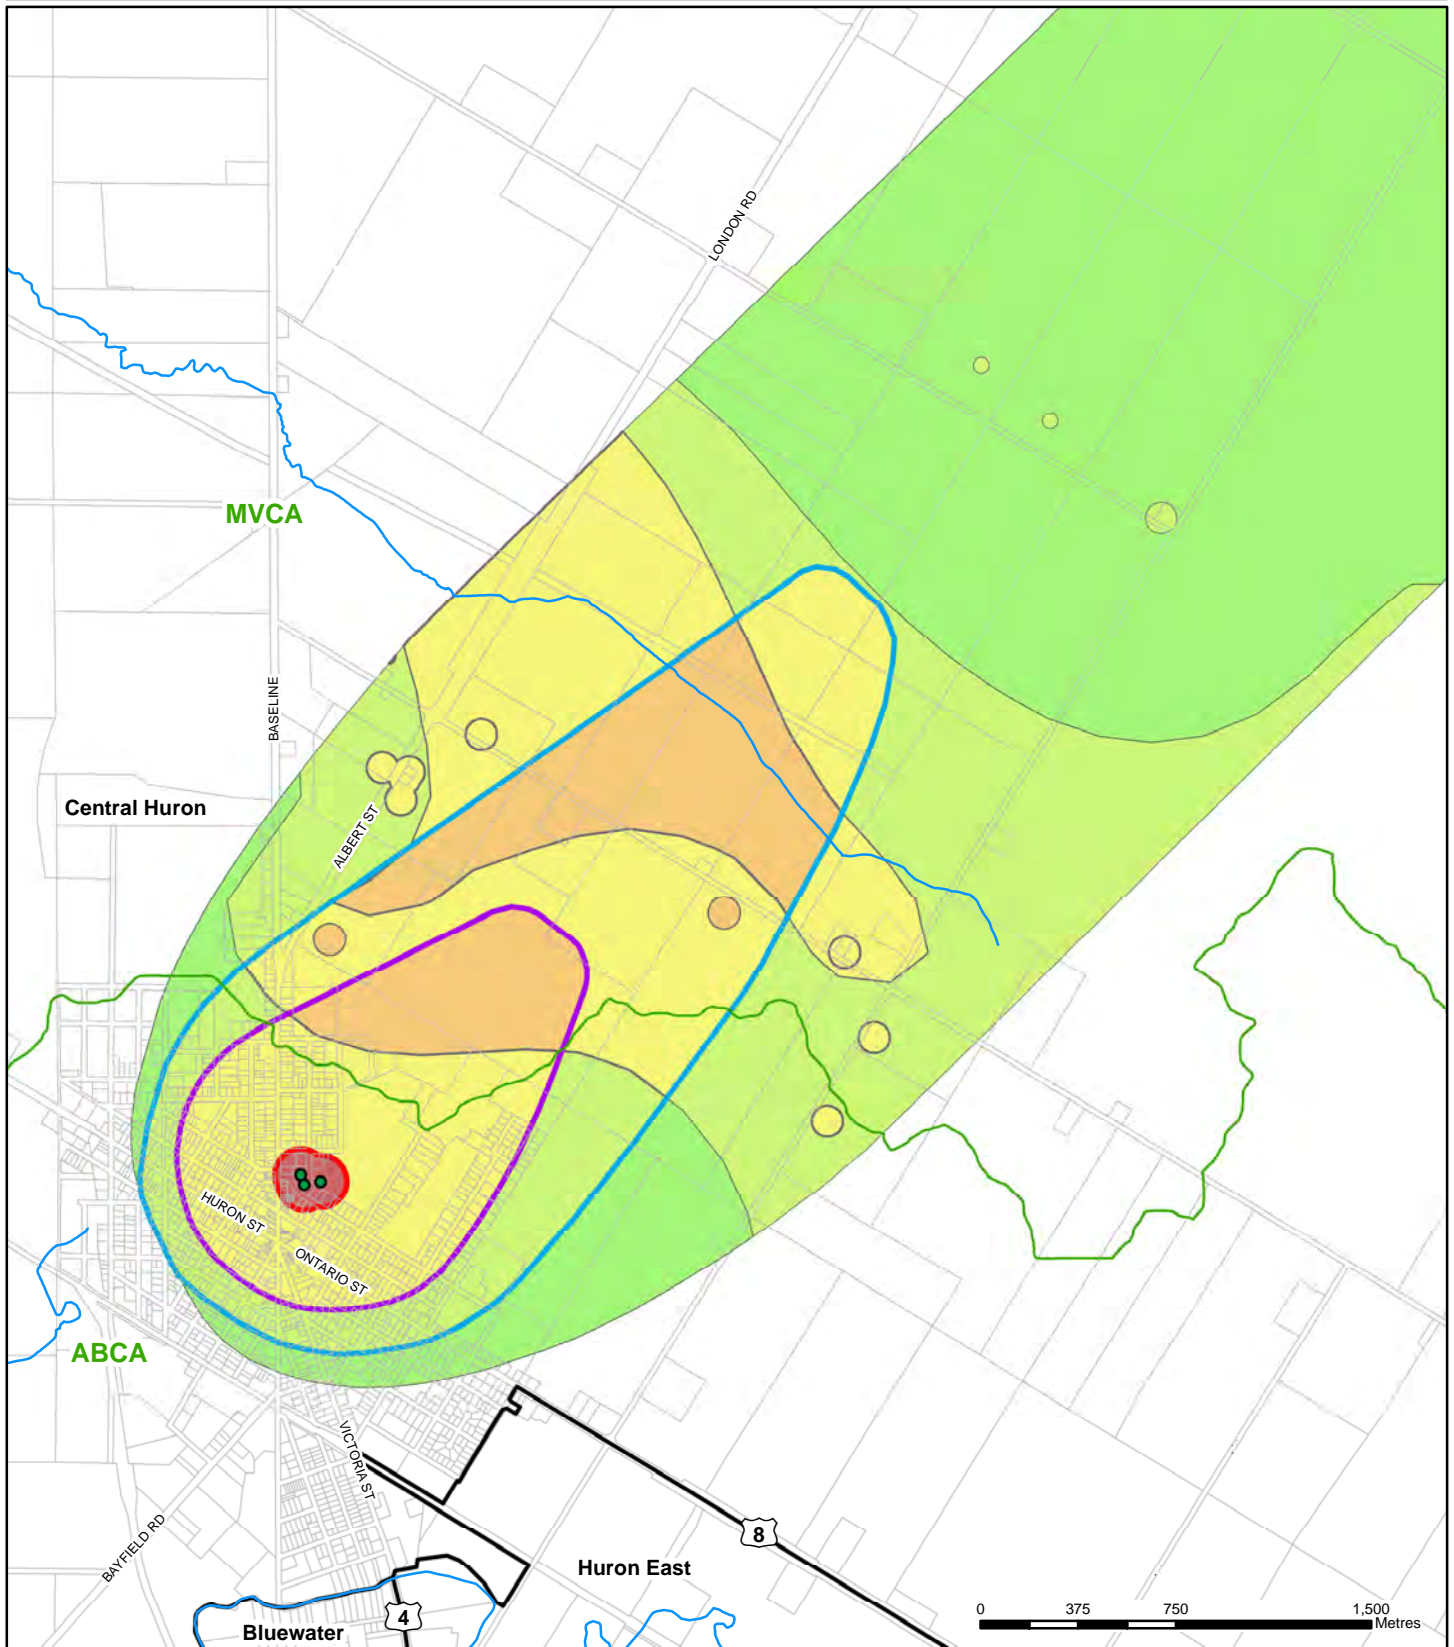 LONDON RD
MVCA
BASELINE
Central Huron
ALBERT ST
HURON ST
ONTARIO ST
ABCA
VICTORIA ST
BAYFIELD RD
8
Huron East
4
Bluewater
0 375 750 1,500
Metres